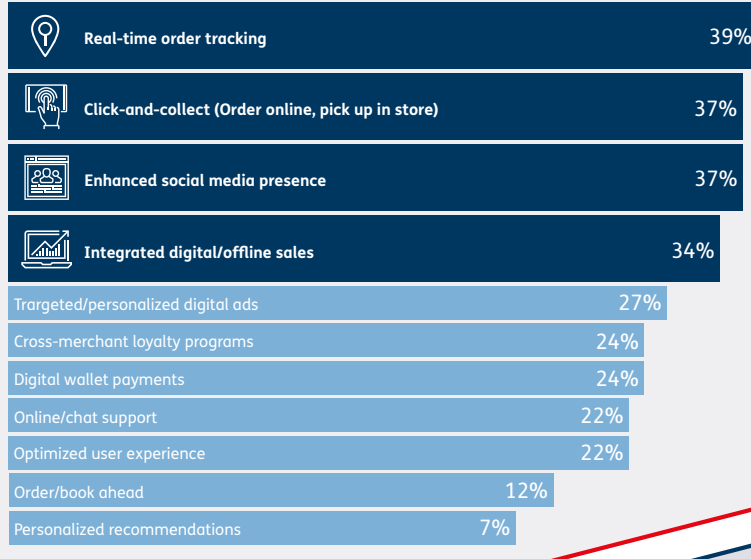 Real-time order tracking 39%
Click-and-collect (Order online, pick up in store) 37%
Enhanced social media presence 37%
Integrated digital/offline sales 34%
Trargeted/personalized digital ads 27%
Cross-merchant loyalty programs 24%
Digital wallet payments 24%
Online/chat support 22%
Optimized user experience 22%
Order/book ahead 12%
Personalized recommendations 7%